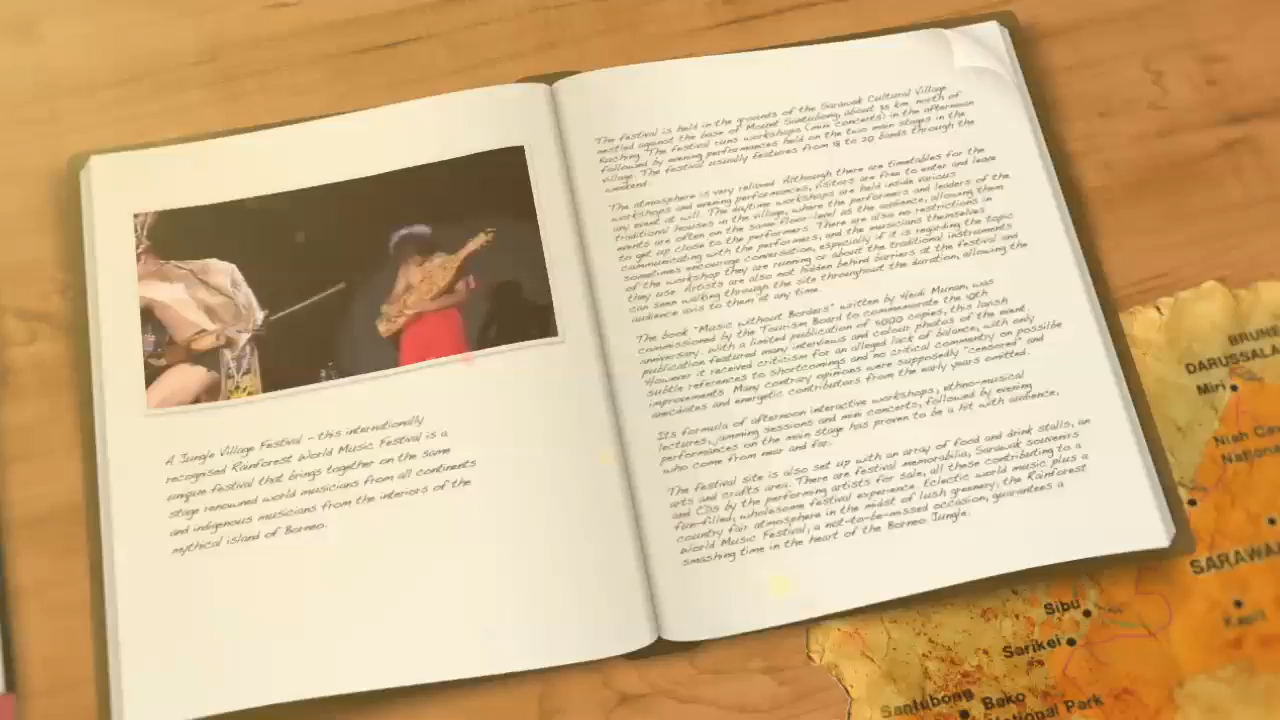 A Jungle Village Festival - this internationally
recognised Rainforest World Music Festival is a
unique festival that brings together on the same
stage renowned world musicians from all continents
and indigenous musicians from the interiors of the
mythical island of Borneo.
The festival is held in the grounds of the Sarawak Cultural Village
nestled against the base of Mount Santubong, about 35 km north of
Kuching. The festival runs workshops (mini concerts) in the afternoon
followed by evening performances held on the two main stages in the
village. The festival usually features from 18 to 20 bands through the
weekend.
The atmosphere is very relaxed. Although there are timetables for the
workshops and evening performances, visitors are free to enter and leave
any event at will. The daytime workshops are held inside various
traditional houses in the village, where the performers and leaders of the
events are often on the same floor-level as the audience, allowing them
to get up close to the performers. There are also no restrictions in
communicating with the performers, and the musicians themselves
sometimes encourage conversation, especially if it is regarding the topic
of the workshop they are running or about the traditional instruments
they use. Artists are also not hidden behind barriers at the festival and
can seen walking through the site throughout the duration, allowing the
audience axis to them at any time.
The book "Music without Borders" written by Heidi Munan, was
commissioned by the Tourism Board to commemorate the 10th
anniversary. With a limited publication of 5000 copies, this lavish
publication featured many interviews and colour photos of the event.
However it received criticism for an alleged lack of balance, with only
subtle references to shortcomings and no critical commentry on possilbe
improvements. Many contrary opinions were supposedly "censored" and
anecdotes and energetic contributors from the early years omitted.
Its formula of afternoon interactive workshops, ethno-musical
lectures, jamming sessions and mini concerts, followed by evening
performances on the main stage has proven to be a hit with audience,
who come from near and far.
The festival site is also set up with an array of food and drink stalls, an
arts and crafts area. There are festival memorabilia, Sarawak souvenirs
and CDs by the performing artists for sale, all these contributing to a
fun-filled, wholesome festival experience. Eclectic world music plus a
country fair atmosphere in the midst of lush greenery; the Rainforest
World Music Festival, a not-to-be-missed occasion, guarantees a
smashing time in the heart of the Borneo Jungle.
BRUNE
DARUSSALA
Miri
Niah Cav
Nationa
SARAWA
Kapit
Sibu
Sarikei
Santubong
Bako
National Park